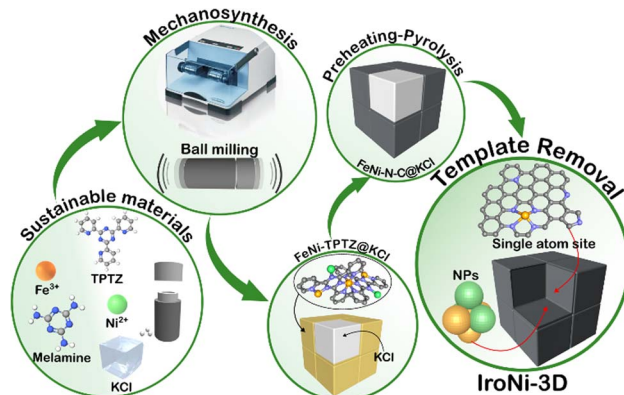 Mechanosynthesis
Ball milling
Preheating-Pyrolysis
FeNi-N-C@KCl
Template Removal
Single atom site
NPs
IroNi-3D
Sustainable materials
TPTZ
Fe³⁺
Ni²⁺
Melamine
KCl
FeNi-TPTZ@KCl
KCl